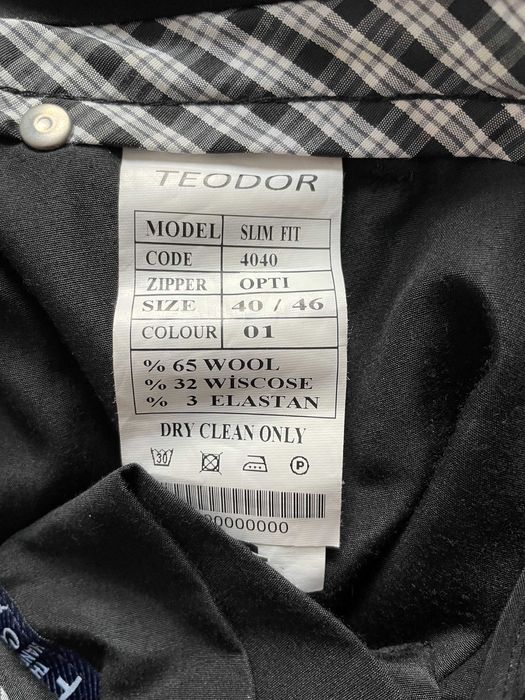 TEODOR
MODEL SLIM FIT
CODE 4040
ZIPPER OPTI
SIZE 40 / 46
COLOUR 01
% 65 WOOL
% 32 WİSCOSE
% 3 ELASTAN
DRY CLEAN ONLY
30 P
0000000